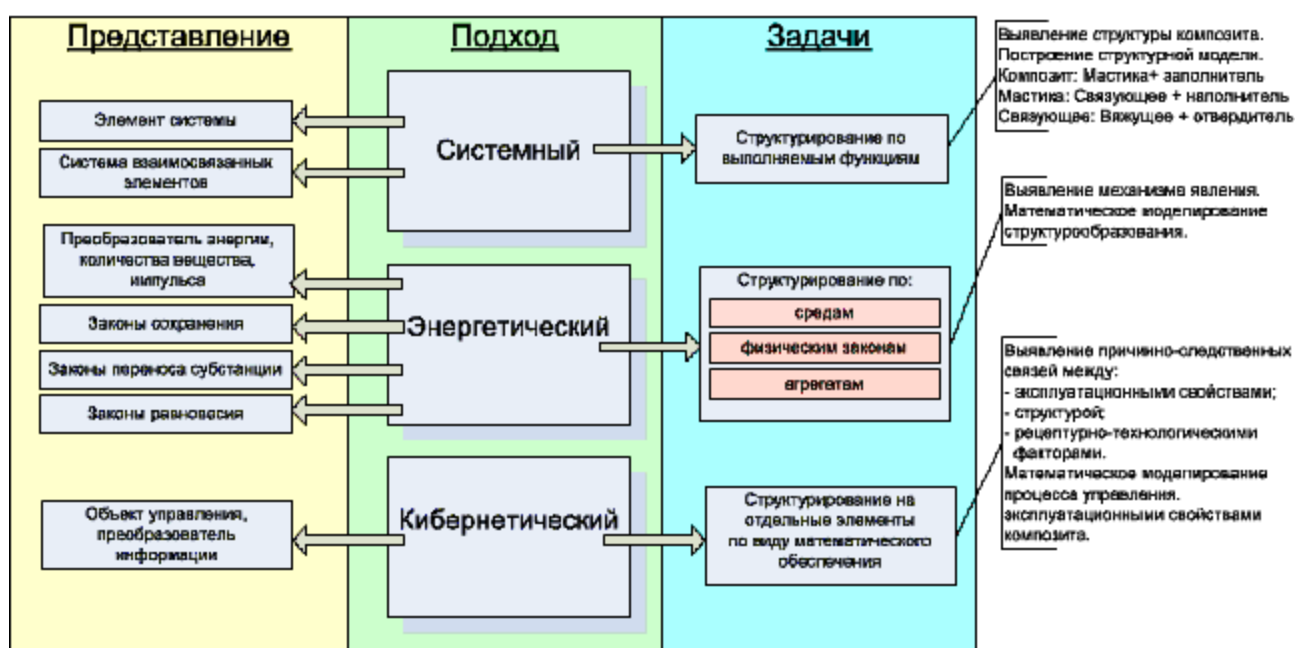 Представление
Подход
Задачи
Элемент системы
Система взаимосвязанных
элементов
Системный
Структурирование по
выполняемым функциям
Выявление структуры композита.
Построение структурной модели.
Композит: Мастика+ заполнитель
Мастика: Связующее + наполнитель
Связующее: Вяжущее + отвердитель
Преобразователь энергии,
количества вещества,
импульса
Законы сохранения
Законы переноса субстанции
Законы равновесия
Энергетический
Структурирование по:
средам
физическим законам
агрегатам
Выявление механизма явления.
Математическое моделирование
структурообразования.
Объект управления,
преобразователь
информации
Кибернетический
Структурирование на
отдельные элементы
по виду математического
обеспечения
Выявление причинно-следственных
связей между:
- эксплуатационными свойствами;
- структурой;
- рецептурно-технологическими
факторами.
Математическое моделирование
процесса управления.
эксплуатационными свойствами
композита.